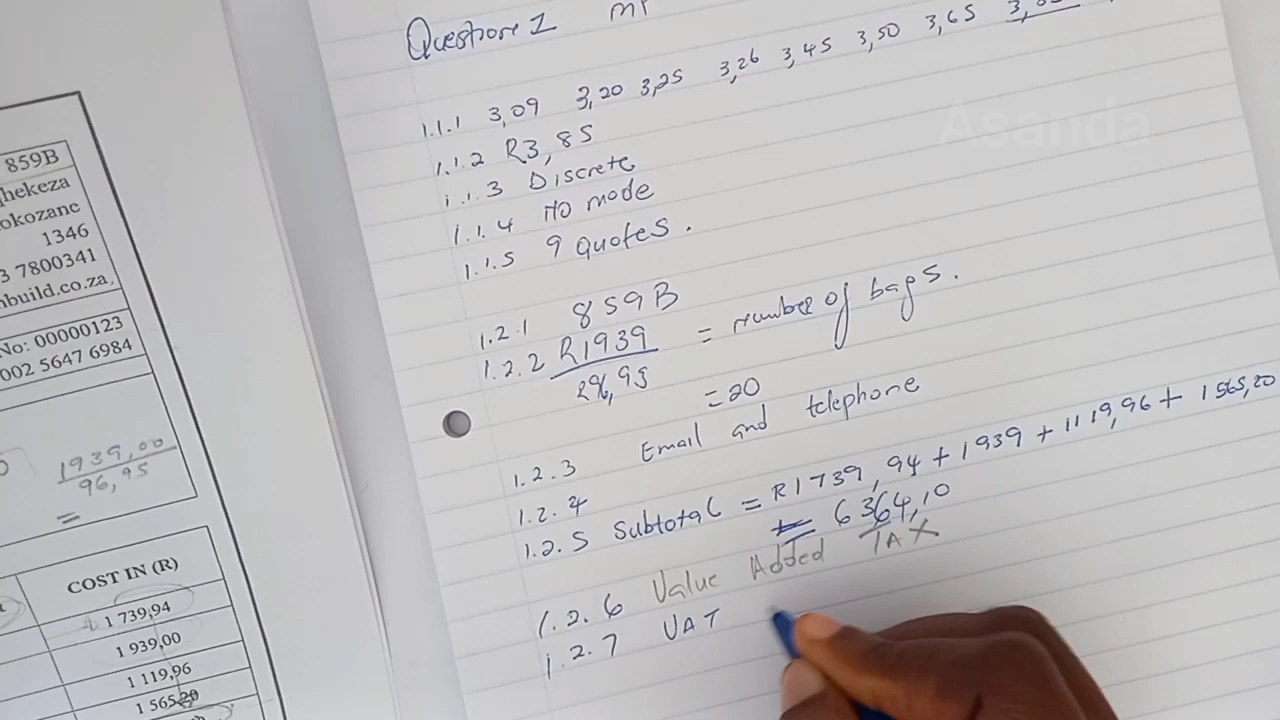 Question 1
1.1.1 3,09 3,20 3,25 3,26 3,45 3,50 3,65
1.1.2 R3,85
1.1.3 Discrete
1.1.4 No mode
1.1.5 9 quotes.
1.2.1 859B
1.2.2 R1939 = number of bags.
= 20
1.2.3 Email and telephone
1.2.4
1.2.5 Subtotal = R1739,94 + 1939 + 1119,96 + 1565,20
= 6364,10
1.2.6 Value Added TAX
1.2.7 VAT
Asanda
859B
hekeza
okozane
1346
3 7800341
build.co.za,
No: 00000123
002 5647 6984
1939,00
96,95
=
COST IN (R)
1 739,94
1 939,00
1 119,96
1 565,20